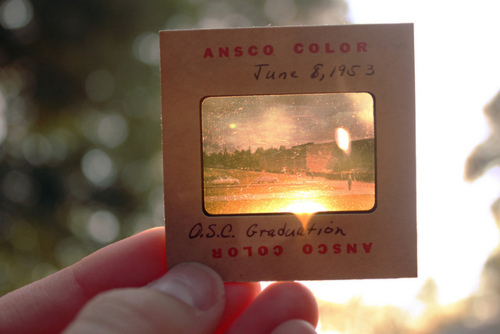 ANSCO COLOR
June 8, 1953
O.S.C. Graduation
ANSCO COLOR